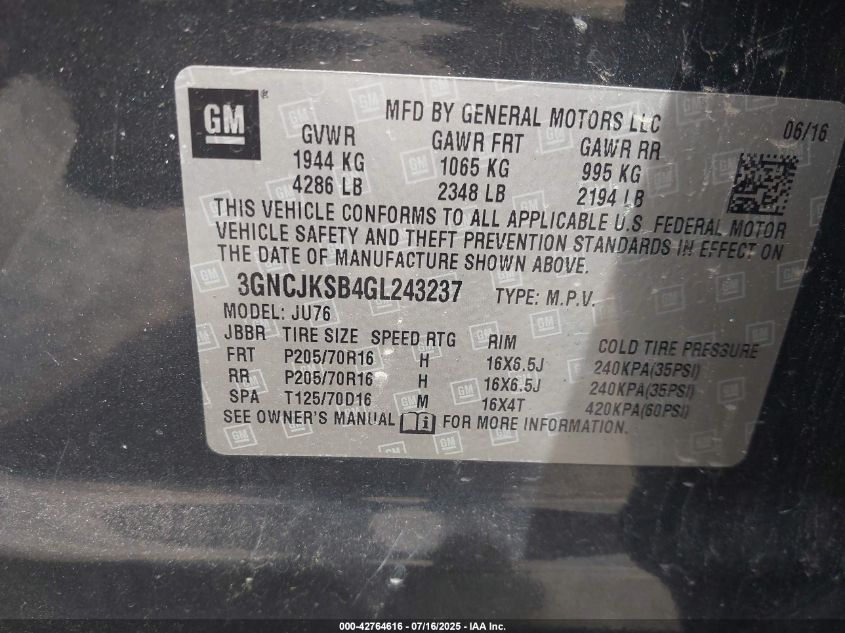 GM ®
MFD BY GENERAL MOTORS LLC 06/16
GVWR GAWR FRT GAWR RR
1944 KG 1065 KG 995 KG
4286 LB 2348 LB 2194 LB
THIS VEHICLE CONFORMS TO ALL APPLICABLE U.S. FEDERAL MOTOR
VEHICLE SAFETY AND THEFT PREVENTION STANDARDS IN EFFECT ON
THE DATE OF MANUFACTURE SHOWN ABOVE.
3GNCJKSB4GL243237 TYPE: M.P.V.
MODEL: JU76
JBBR TIRE SIZE SPEED RTG RIM COLD TIRE PRESSURE
FRT P205/70R16 H 16X6.5J 240KPA(35PSI)
RR P205/70R16 H 16X6.5J 240KPA(35PSI)
SPA T125/70D16 M 16X4T 420KPA(60PSI)
SEE OWNER'S MANUAL FOR MORE INFORMATION.
000-42764616 - 07/16/2025 - IAA Inc.